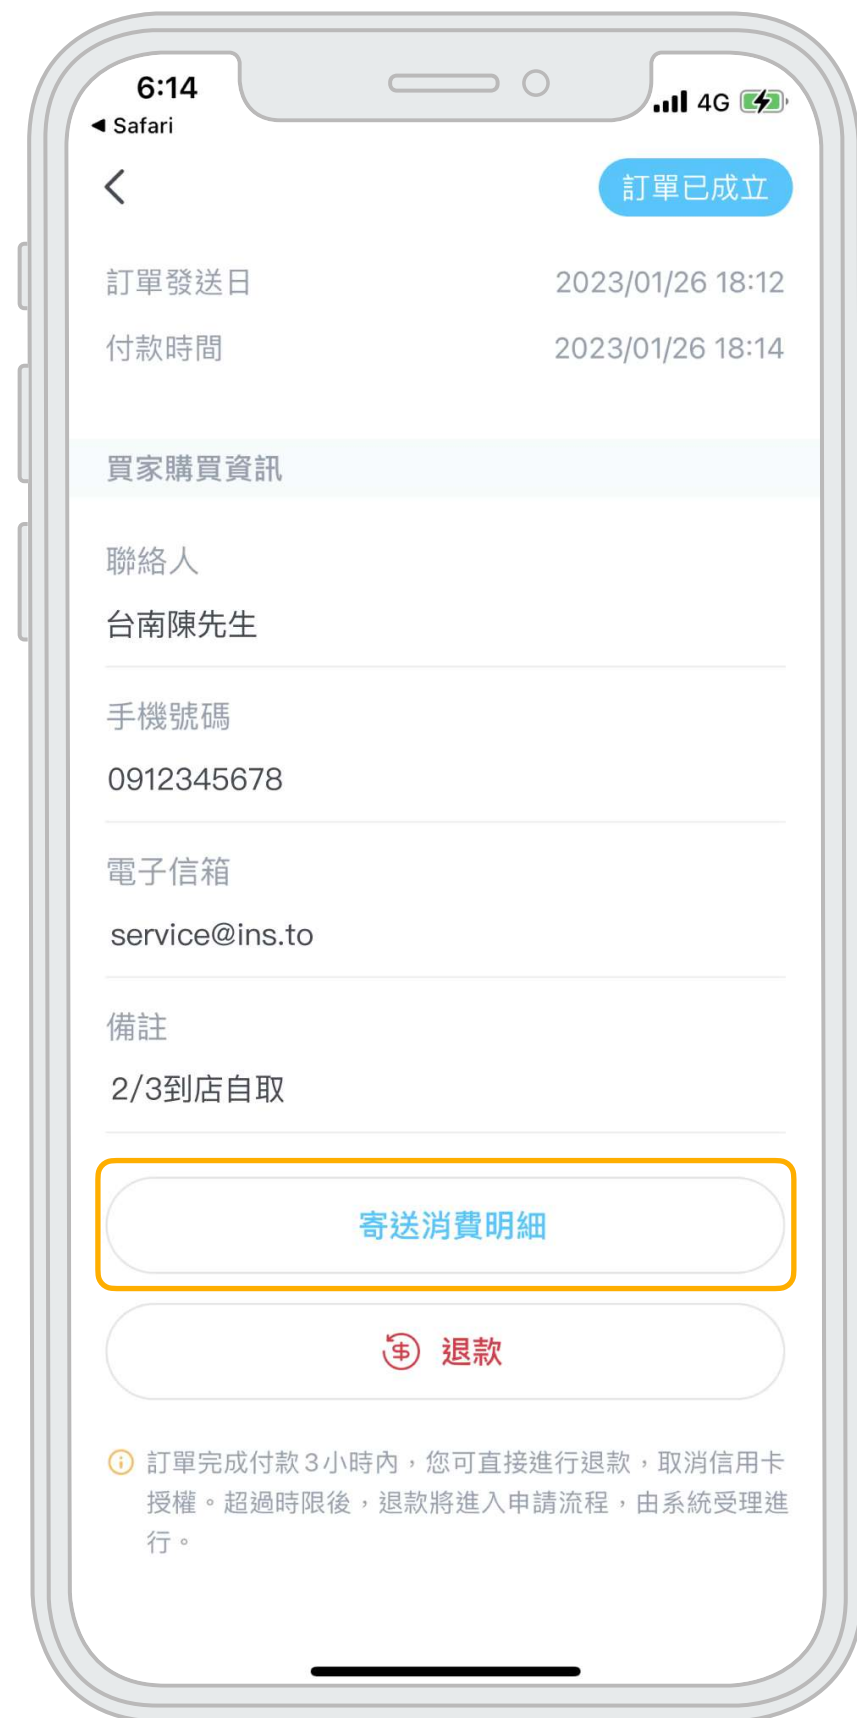 6:14
4G
◀ Safari
訂單已成立
訂單發送日 2023/01/26 18:12
付款時間 2023/01/26 18:14
買家購買資訊
聯絡人
台南陳先生
手機號碼
0912345678
電子信箱
service@ins.to
備註
2/3到店自取
寄送消費明細
退款
訂單完成付款3小時內，您可直接進行退款，取消信用卡
授權。超過時限後，退款將進入申請流程，由系統受理進
行。